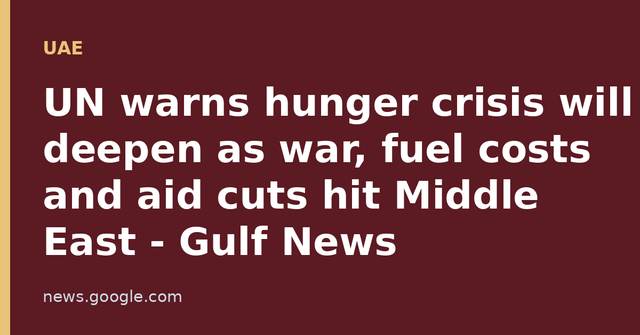 UAE
UN warns hunger crisis will
deepen as war, fuel costs
and aid cuts hit Middle
East - Gulf News
news.google.com